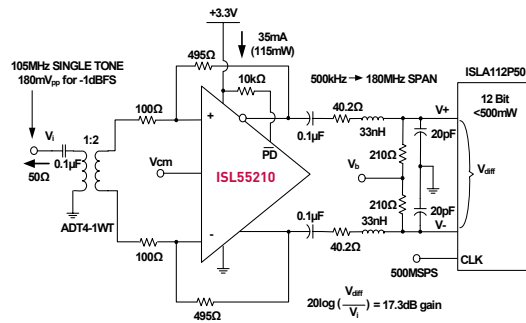 +3.3V
35mA
(115mW)
495Ω
10kΩ
500kHz → 180MHz SPAN
ISLA112P50
12 Bit
<500mW
105MHz SINGLE TONE
180mVPP for -1dBFS
100Ω
+
PD
0.1µF
40.2Ω
33nH
V+
20pF
210Ω
Vi
1:2
0.1µF
50Ω
Vcm
ISL55210
Vb
Vdiff
210Ω
20pF
ADT4-1WT
0.1µF
33nH
V-
100Ω
-
40.2Ω
CLK
500MSPS
495Ω
20log(Vdiff/Vi) = 17.3dB gain